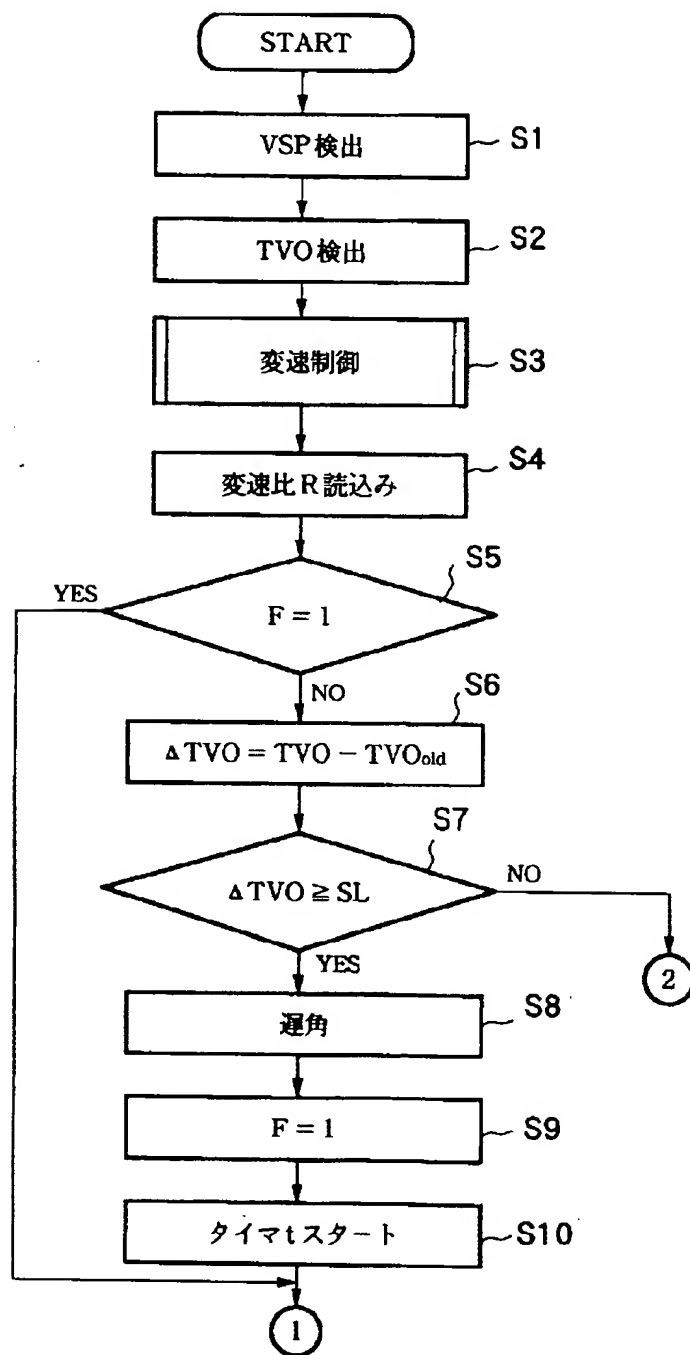 START
VSP検出
S1
TVO検出
S2
変速制御
S3
変速比R読込み
S4
S5
YES
F = 1
NO
S6
ΔTVO = TVO − TVOold
S7
ΔTVO ≧ SL
NO
YES
2
遅角
S8
F = 1
S9
タイマtスタート
S10
1